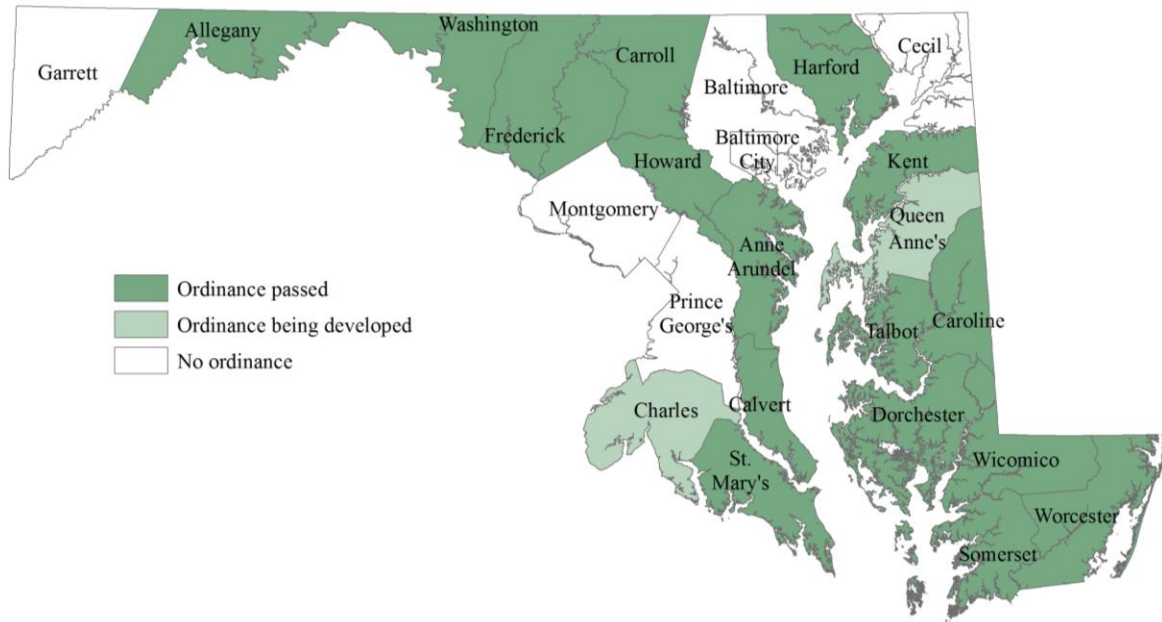 Allegany
Washington
Garrett
Carroll
Harford
Cecil
Baltimore
Frederick
Baltimore
City
Howard
Kent
Montgomery
Queen
Anne's
Anne
Arundel
Ordinance passed
Ordinance being developed
No ordinance
Prince
George's
Talbot
Caroline
Charles
Calvert
Dorchester
St.
Mary's
Wicomico
Worcester
Somerset